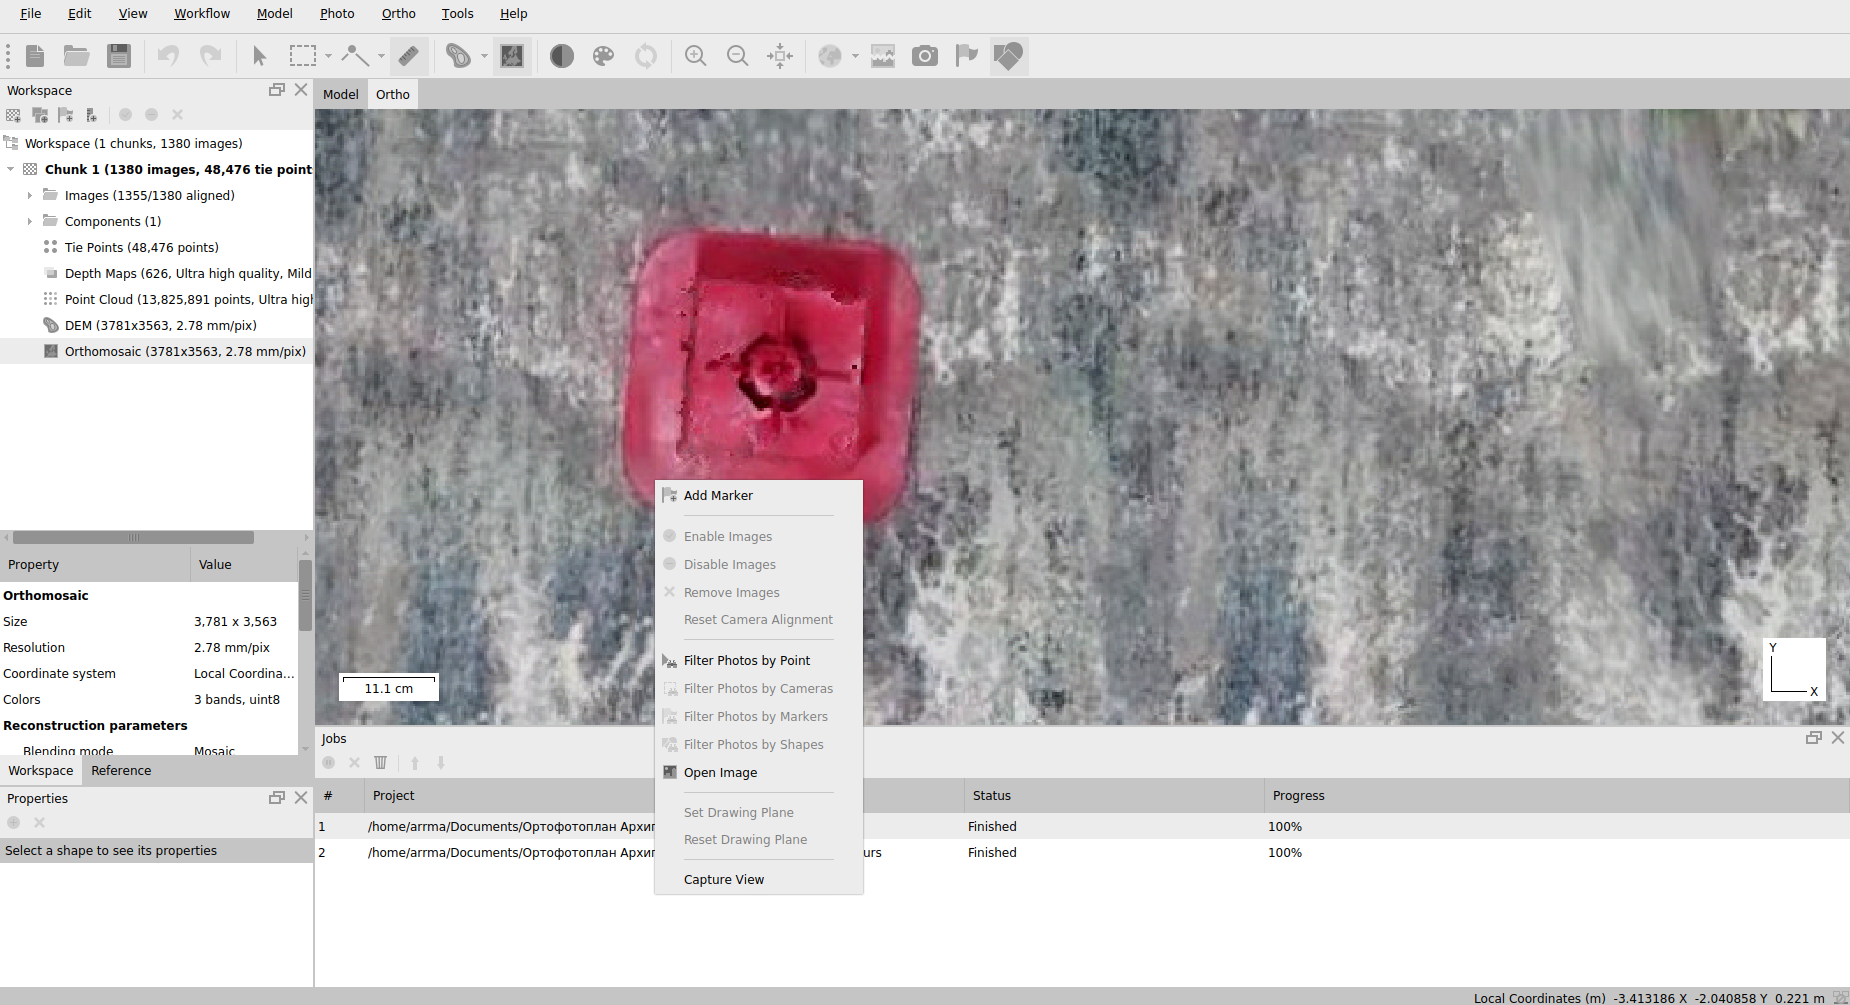 File Edit View Workflow Model Photo Ortho Tools Help
Workspace
Model Ortho
Workspace (1 chunks, 1380 images)
Chunk 1 (1380 images, 48,476 tie point
Images (1355/1380 aligned)
Components (1)
Tie Points (48,476 points)
Depth Maps (626, Ultra high quality, Mild
Point Cloud (13,825,891 points, Ultra high
DEM (3781x3563, 2.78 mm/pix)
Orthomosaic (3781x3563, 2.78 mm/pix)
Property Value
Orthomosaic
Size 3,781 x 3,563
Resolution 2.78 mm/pix
Coordinate system Local Coordina...
Colors 3 bands, uint8
Reconstruction parameters
Blending mode Mosaic
Workspace Reference
Properties
Select a shape to see its properties
11.1 cm
Y
X
Add Marker
Enable Images
Disable Images
Remove Images
Reset Camera Alignment
Filter Photos by Point
Filter Photos by Cameras
Filter Photos by Markers
Filter Photos by Shapes
Open Image
Set Drawing Plane
Reset Drawing Plane
Capture View
Jobs
# Project Status Progress
1 /home/arrma/Documents/Ортофотоплан Архи Finished 100%
2 /home/arrma/Documents/Ортофотоплан Архи urs Finished 100%
Local Coordinates (m) -3.413186 X -2.040858 Y 0.221 m